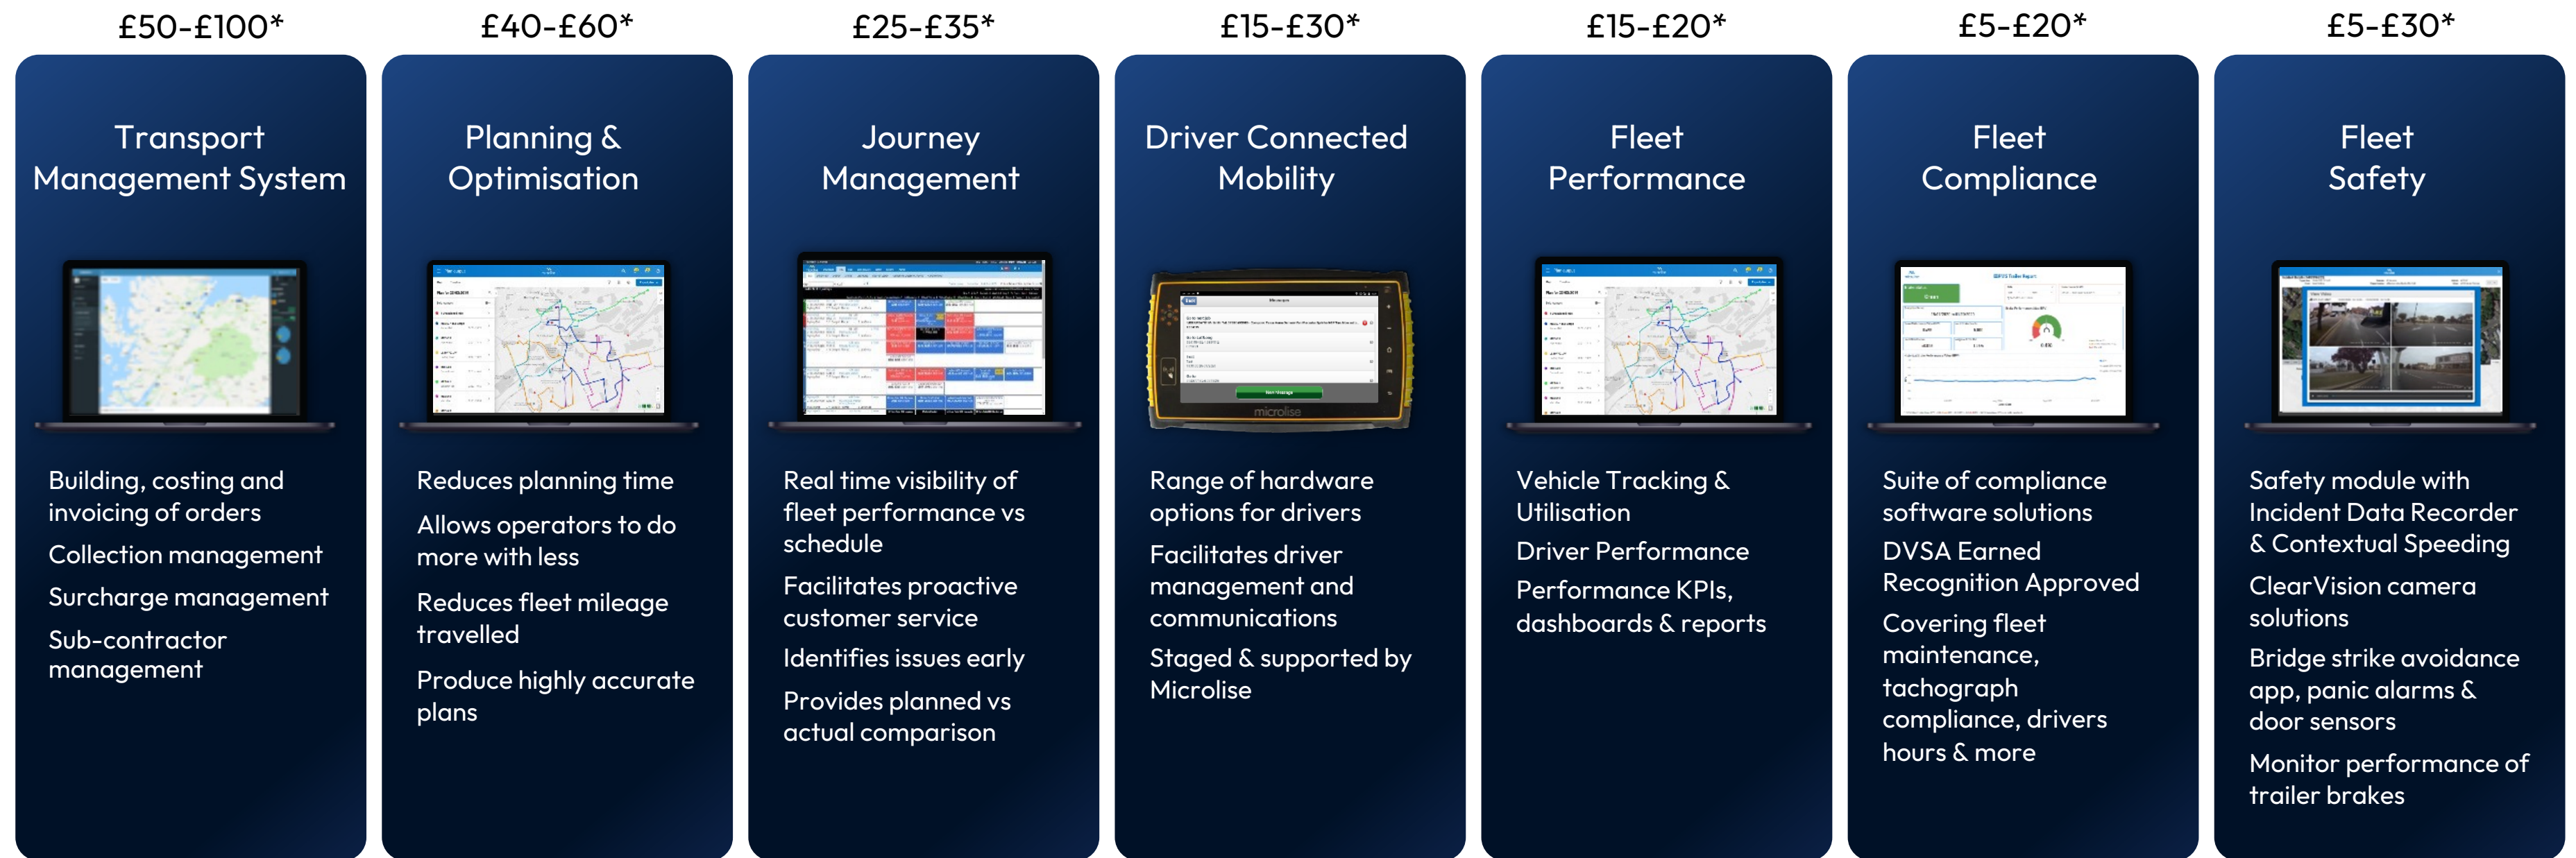 £50-£100*
£40-£60*
£25-£35*
£15-£30*
£15-£20*
£5-£20*
£5-£30*
Transport
Management System
Building, costing and
invoicing of orders
Collection management
Surcharge management
Sub-contractor
management
Planning &
Optimisation
Reduces planning time
Allows operators to do
more with less
Reduces fleet mileage
travelled
Produce highly accurate
plans
Journey
Management
Real time visibility of
fleet performance vs
schedule
Facilitates proactive
customer service
Identifies issues early
Provides planned vs
actual comparison
Driver Connected
Mobility
Messages
New Message
microlise
Range of hardware
options for drivers
Facilitates driver
management and
communications
Staged & supported by
Microlise
Fleet
Performance
Vehicle Tracking &
Utilisation
Driver Performance
Performance KPIs,
dashboards & reports
Fleet
Compliance
Green
Suite of compliance
software solutions
DVSA Earned
Recognition Approved
Covering fleet
maintenance,
tachograph
compliance, drivers
hours & more
Fleet
Safety
Safety module with
Incident Data Recorder
& Contextual Speeding
ClearVision camera
solutions
Bridge strike avoidance
app, panic alarms &
door sensors
Monitor performance of
trailer brakes